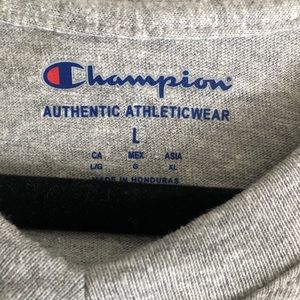 Champion
AUTHENTIC ATHLETICWEAR
L
CA MEX ASIA
L/G G XL
MADE IN HONDURAS